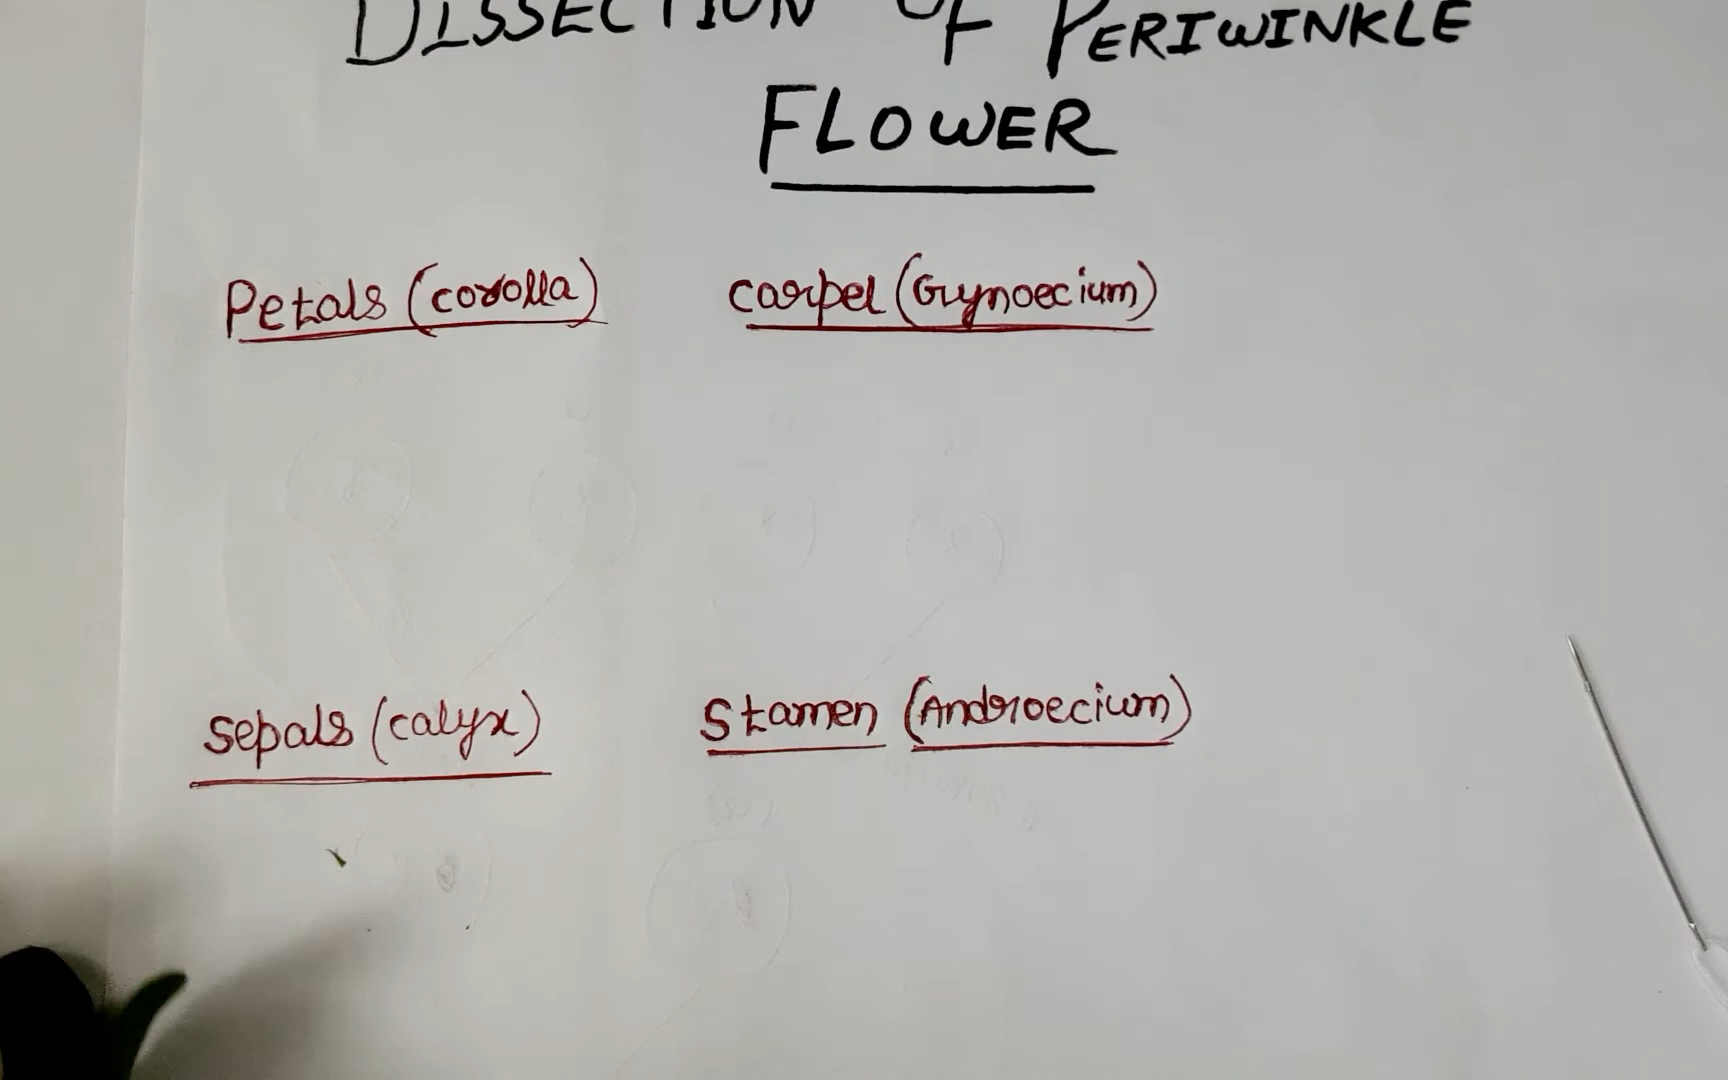 DISSECTION OF PERIWINKLE
FLOWER
Petals (corolla) carpel (Gynoecium)
sepals (calyx) Stamen (Androecium)